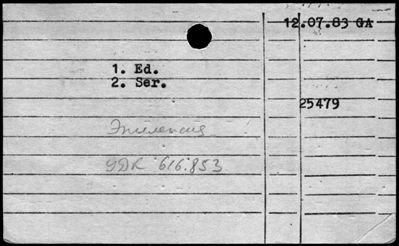 12.07.83 GA
1. Ed.
2. Ser.
25479
Эпилепсия
УДК 616.853